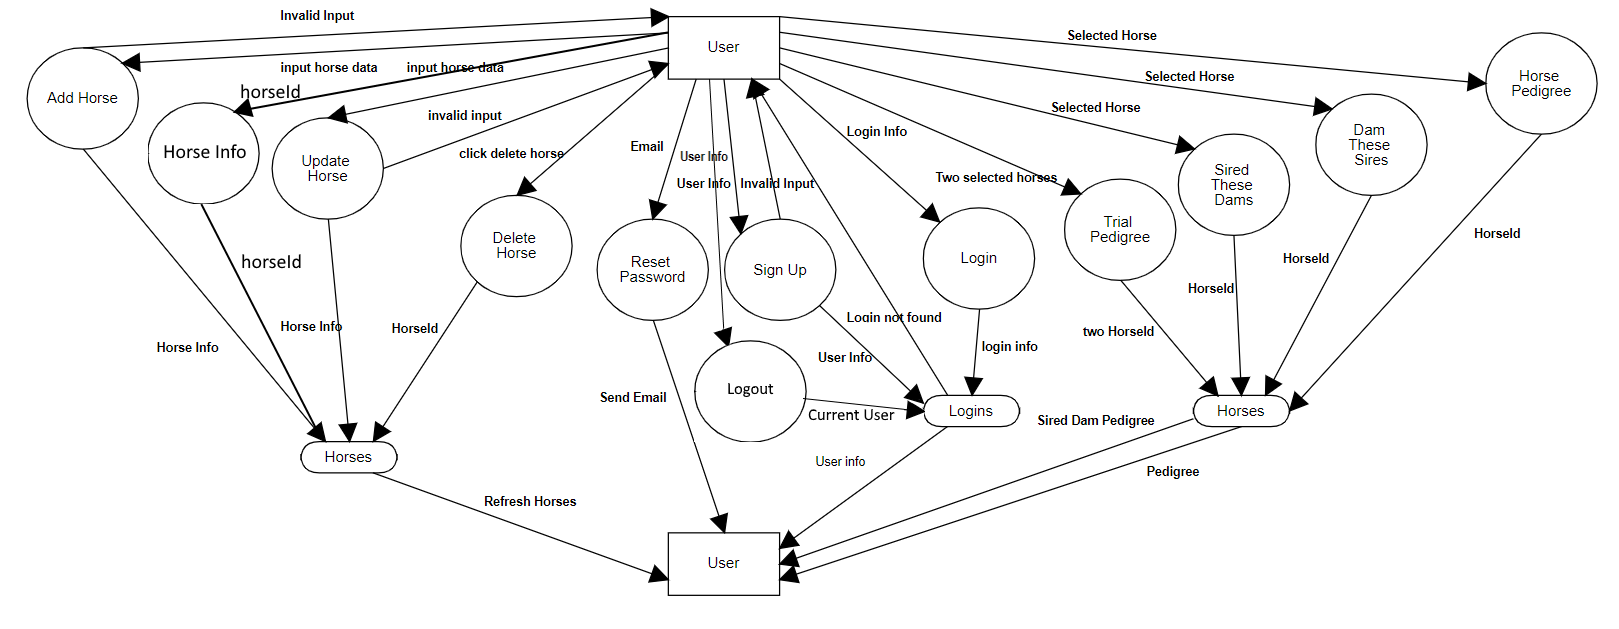 Invalid Input
User
Selected Horse
input horse data
input horse data
Selected Horse
Horse
Pedigree
Add Horse
horseId
invalid input
Selected Horse
Login Info
Dam
These
Sires
Horse Info
Update
Horse
click delete horse
Email
User Info
User Info
Invalid Input
Two selected horses
Sired
These
Dams
Trial
Pedigree
Delete
Horse
Reset
Password
Sign Up
Login
HorseId
horseId
HorseId
HorseId
Horse Info
HorseId
Horse Info
Login not found
two HorseId
User Info
login info
Send Email
Logout
Current User
Logins
Horses
Sired Dam Pedigree
Horses
User info
Pedigree
Refresh Horses
User